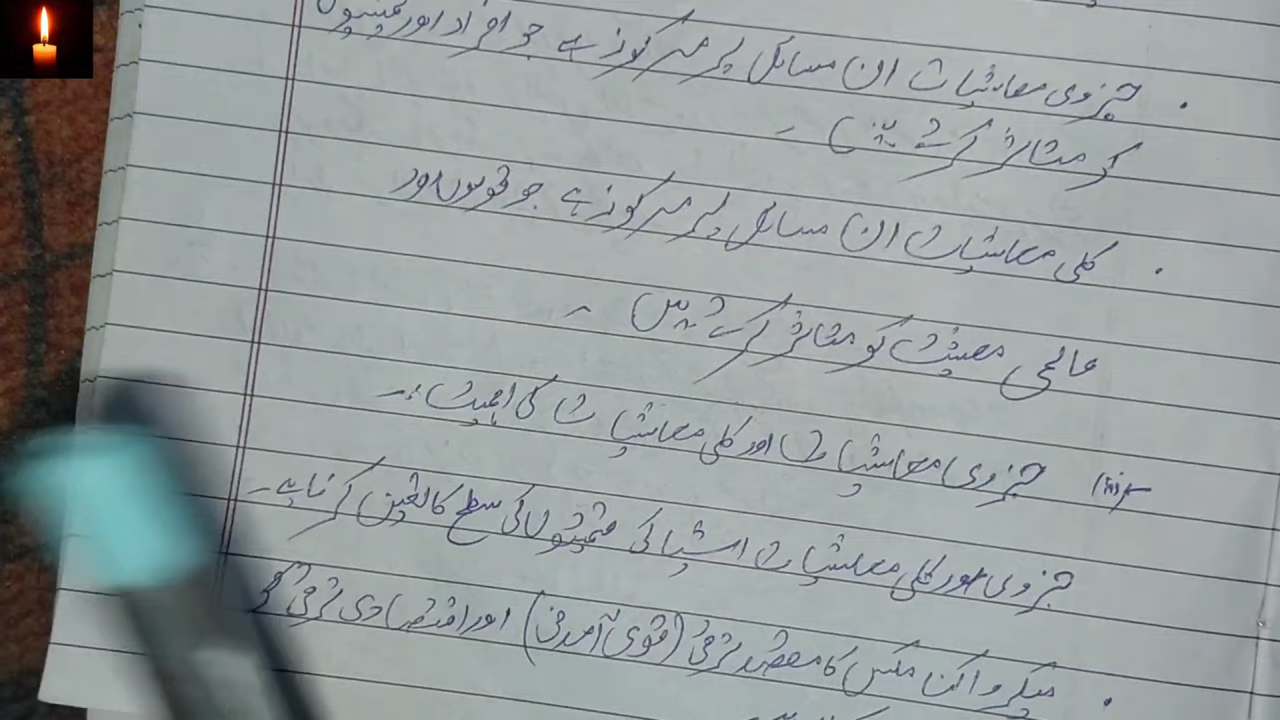 جزوی معاشیات ان مسائل پر مرکوز ہے جو افراد اور کمپنیوں
کو متاثر کرتے ہیں ۔
کلی معاشیات ان مسائل پر مرکوز ہے جو قوموں اور
عالمی معیشت کو متاثر کرتے ہیں ۔
جزوی معاشیات اور کلی معاشیات کی اہمیت :۔
جزوی اور کلی معاشیات اشیا کی قیمتوں کی سطح کا تعین کرنا ہے ۔
میکرو اکنامکس کا مقصد ترقی (قومی آمدنی) اور اقتصادی ترقی کو